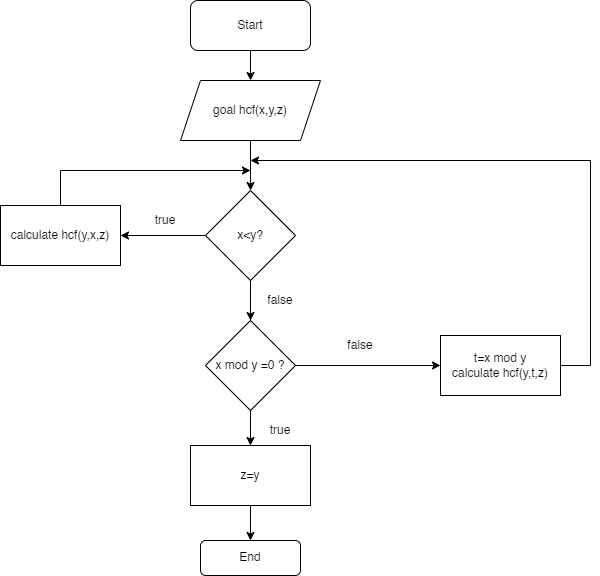 Start
goal hcf(x,y,z)
x<y?
true
calculate hcf(y,x,z)
false
x mod y =0 ?
false
t=x mod y
calculate hcf(y,t,z)
true
z=y
End